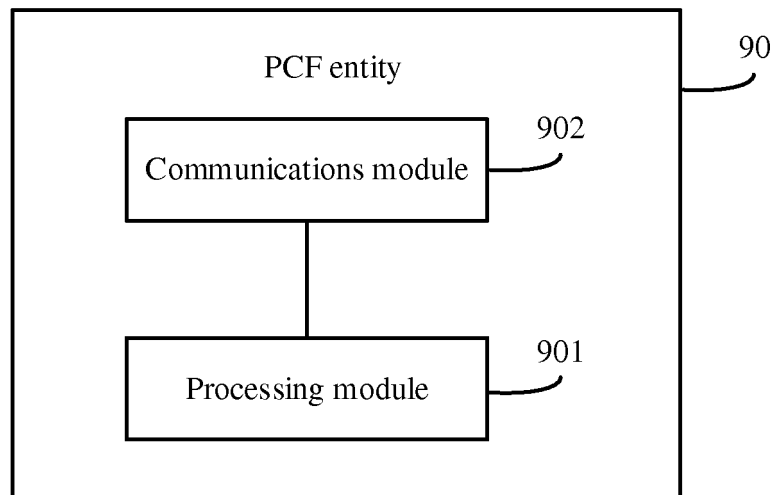 90
PCF entity
902
Communications module
901
Processing module